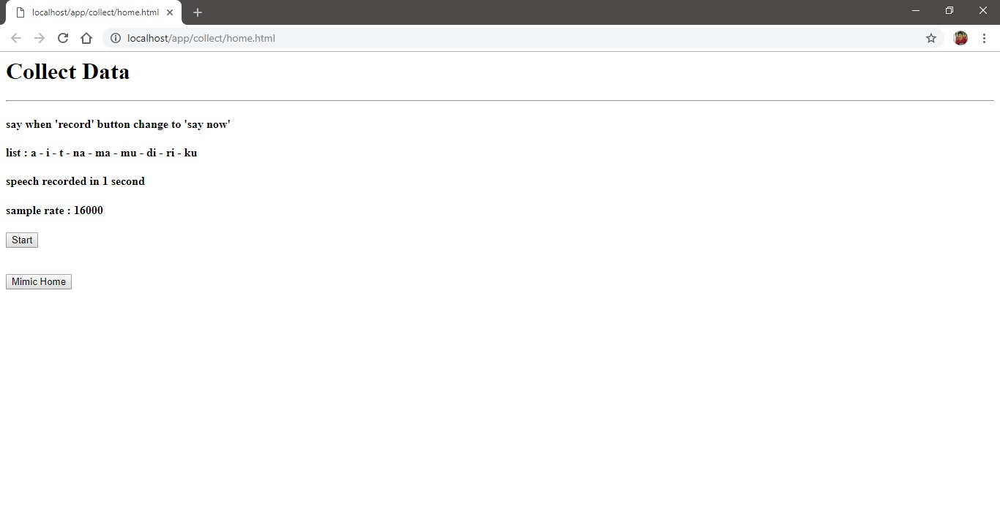 localhost/app/collect/home.html
localhost/app/collect/home.html
Collect Data
say when 'record' button change to 'say now'
list : a - i - t - na - ma - mu - di - ri - ku
speech recorded in 1 second
sample rate : 16000
Start
Mimic Home